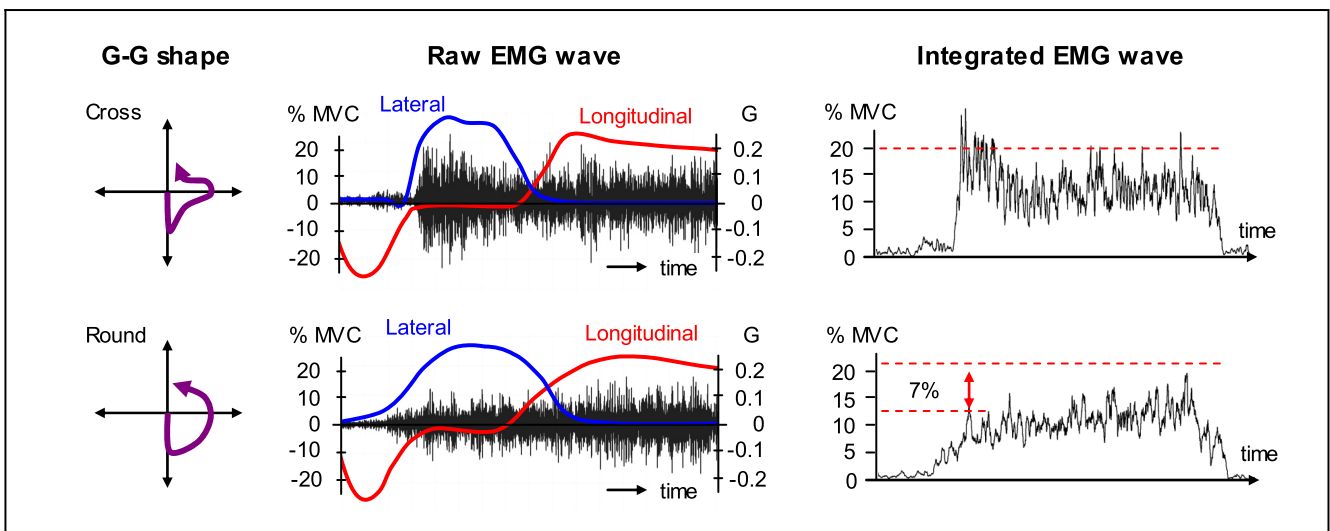 G-G shape
Raw EMG wave
Integrated EMG wave
Cross
% MVC
Lateral
Longitudinal
G
20
10
0
-10
-20
0.2
0.1
0
-0.1
-0.2
time
% MVC
20
15
10
5
0
time
Round
% MVC
Lateral
Longitudinal
G
20
10
0
-10
-20
0.2
0.1
0
-0.1
-0.2
time
% MVC
20
15
10
5
0
7%
time